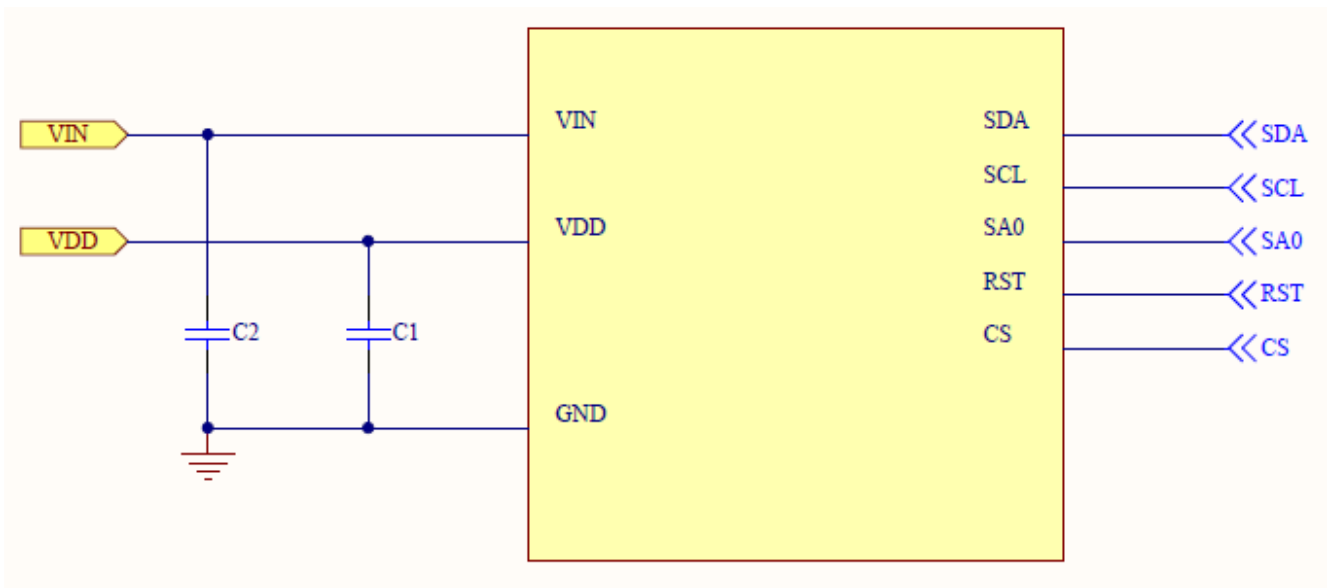 VIN
VDD
C2
C1
VIN
VDD
GND
SDA
SCL
SA0
RST
CS
SDA
SCL
SA0
RST
CS